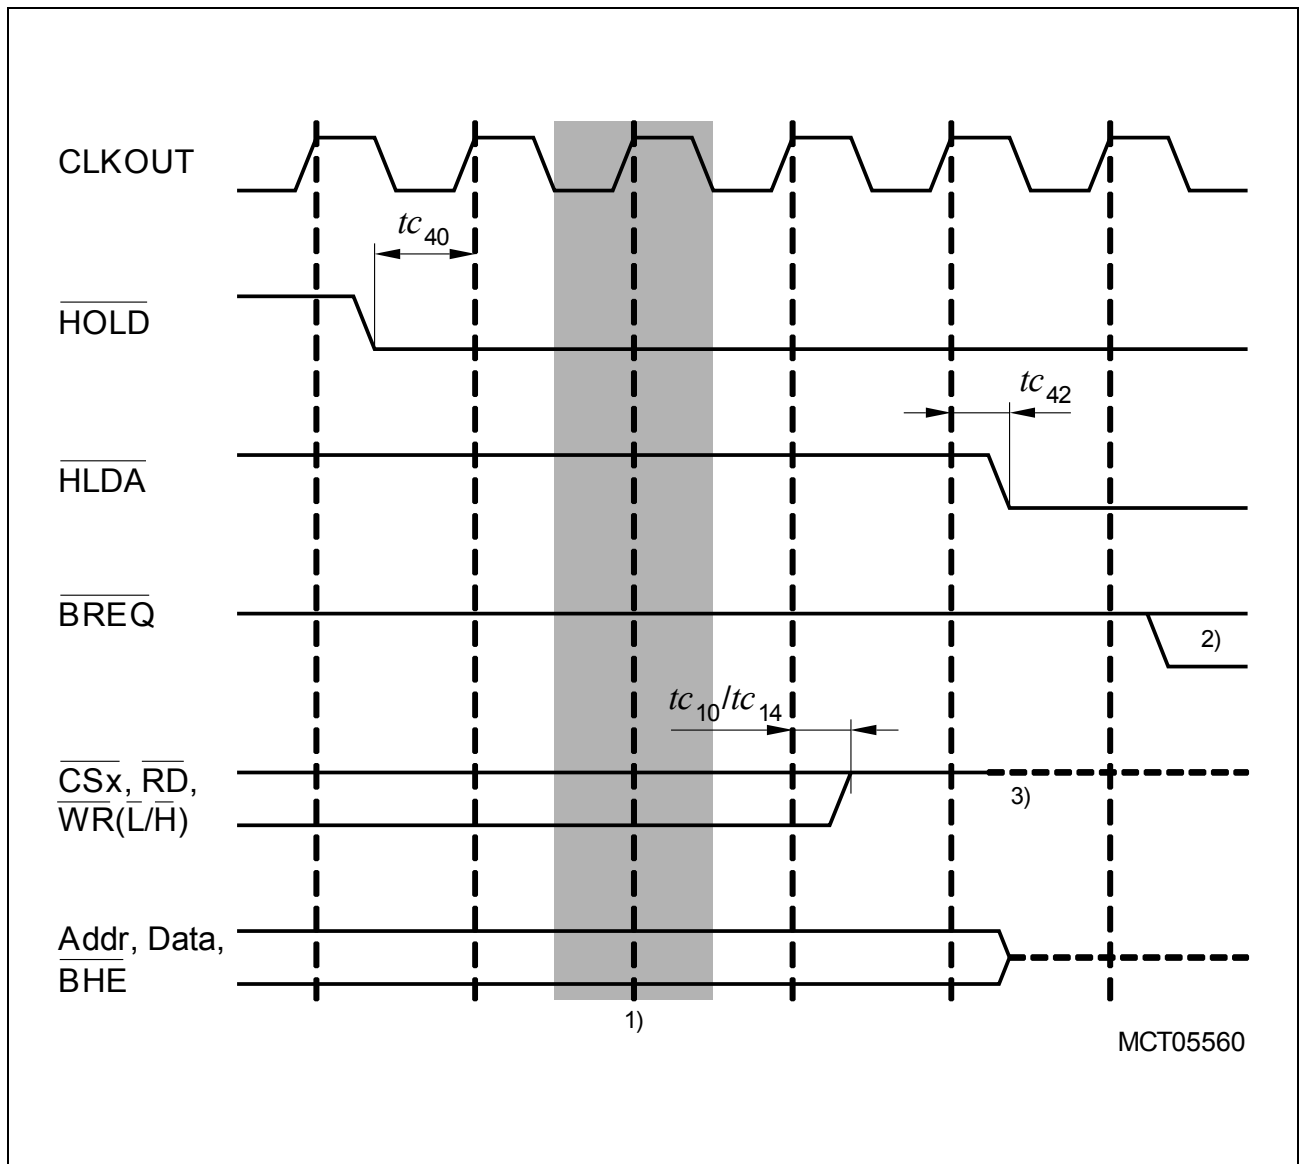 CLKOUT
tc40
HOLD
tc42
HLDA
BREQ
2)
tc10/tc14
CSx, RD,
WR(L/H)
3)
Addr, Data,
BHE
1)
MCT05560